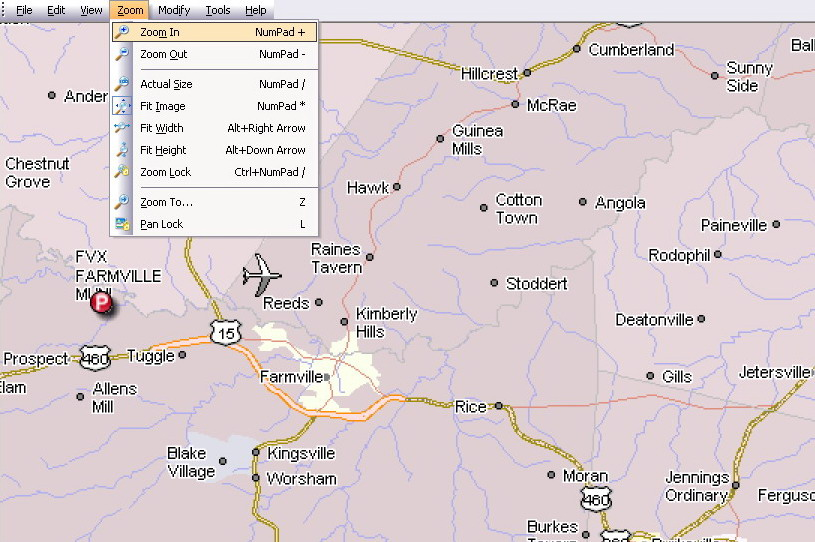 File Edit View Zoom Modify Tools Help
Zoom In NumPad +
Zoom Out NumPad -
Actual Size NumPad /
Fit Image NumPad *
Fit Width Alt+Right Arrow
Fit Height Alt+Down Arrow
Zoom Lock Ctrl+NumPad /
Zoom To... Z
Pan Lock L
Cumberland
Hillcrest
Sunny
Side
McRae
Guinea
Mills
Chestnut
Grove
Hawk
Cotton
Town
Angola
Paineville
Raines
Tavern
Rodophil
FVX
FARMVILLE
MUNI
P
Stoddert
Reeds
Kimberly
Hills
Deatonville
15
Prospect
460
Tuggle
Farmville
Gills
Jetersville
Allens
Mill
Rice
Blake
Village
Kingsville
Worsham
Moran
460
Jennings
Ordinary
Burkes